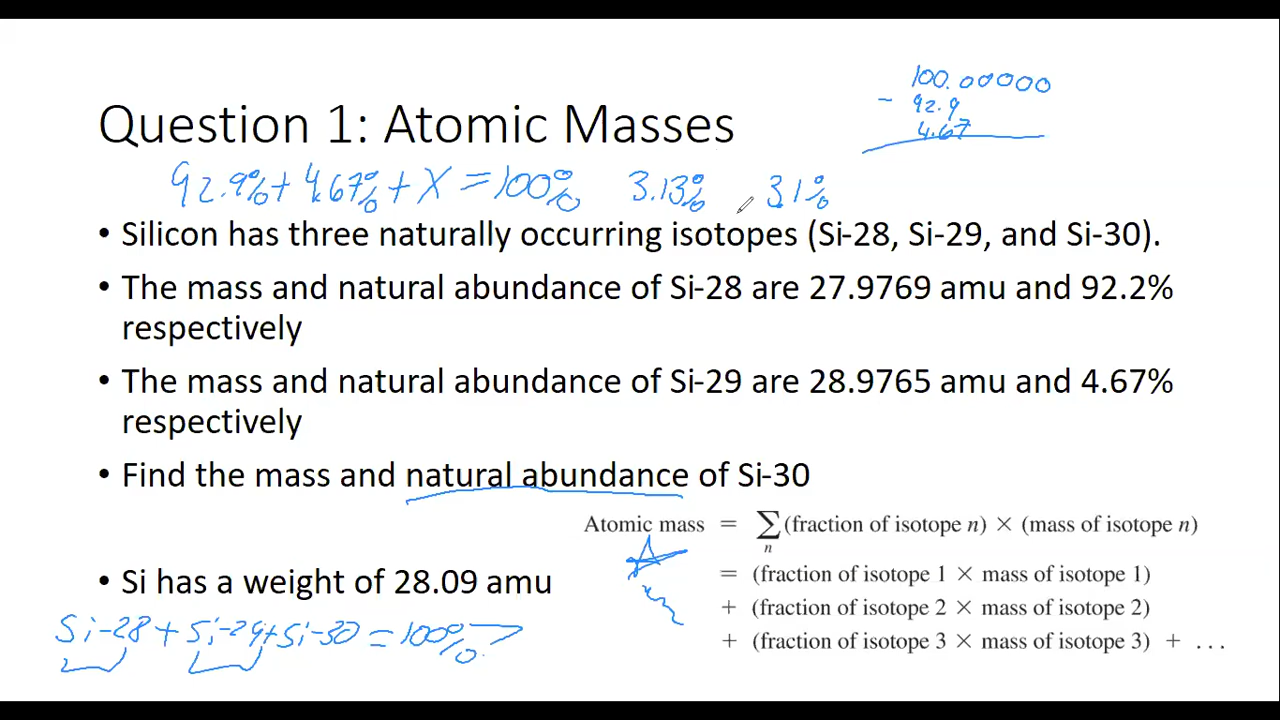 100.00000
- 92.9
4.67
Question 1: Atomic Masses
92.9% + 4.67% + X = 100% 3.13% 3.1%
• Silicon has three naturally occurring isotopes (Si-28, Si-29, and Si-30).
• The mass and natural abundance of Si-28 are 27.9769 amu and 92.2%
respectively
• The mass and natural abundance of Si-29 are 28.9765 amu and 4.67%
respectively
• Find the mass and natural abundance of Si-30
Atomic mass = ∑ (fraction of isotope n) × (mass of isotope n)
n
= (fraction of isotope 1 × mass of isotope 1)
• Si has a weight of 28.09 amu
+ (fraction of isotope 2 × mass of isotope 2)
Si-28 + Si-29 + Si-30 = 100%
+ (fraction of isotope 3 × mass of isotope 3) + . . .